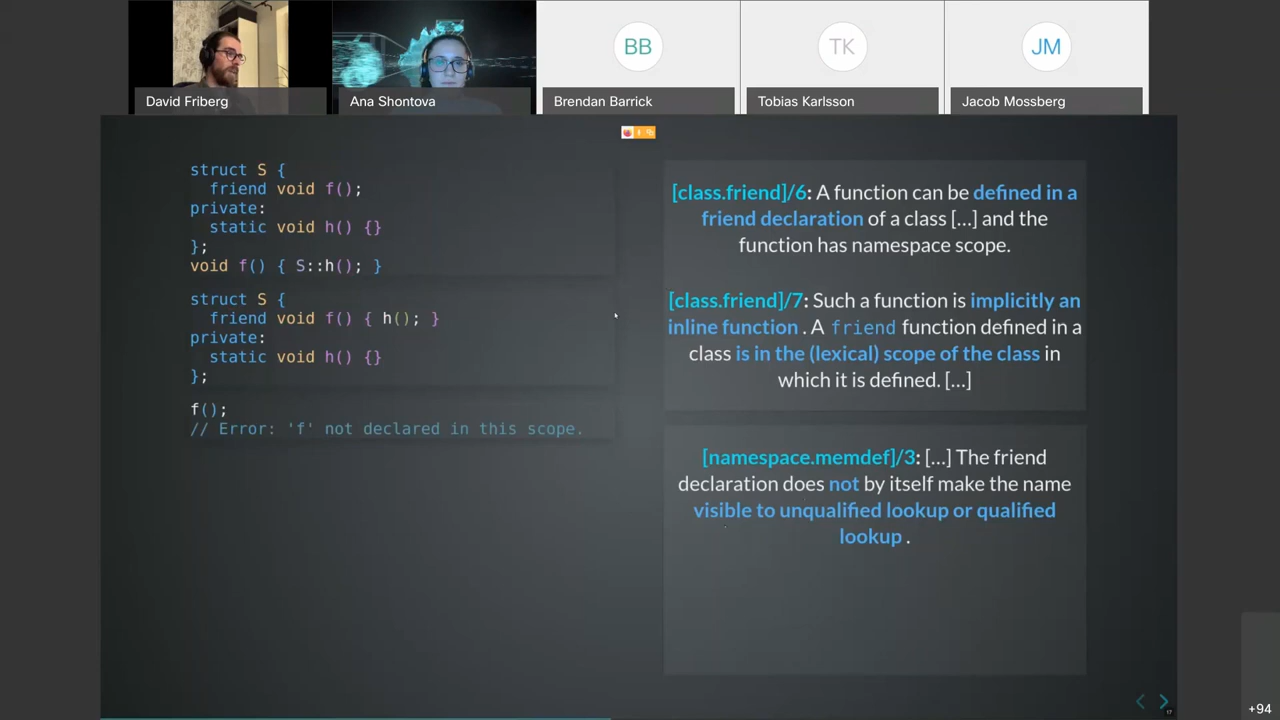 BB
TK
JM
David Friberg
Ana Shontova
Brendan Barrick
Tobias Karlsson
Jacob Mossberg
struct S {
friend void f();
private:
static void h() {}
};
void f() { S::h(); }
struct S {
friend void f() { h(); }
private:
static void h() {}
};
f();
// Error: 'f' not declared in this scope.
[class.friend]/6: A function can be defined in a
friend declaration of a class [...] and the
function has namespace scope.
[class.friend]/7: Such a function is implicitly an
inline function . A friend function defined in a
class is in the (lexical) scope of the class in
which it is defined. [...]
[namespace.memdef]/3: [...] The friend
declaration does not by itself make the name
visible to unqualified lookup or qualified
lookup .
17
+94